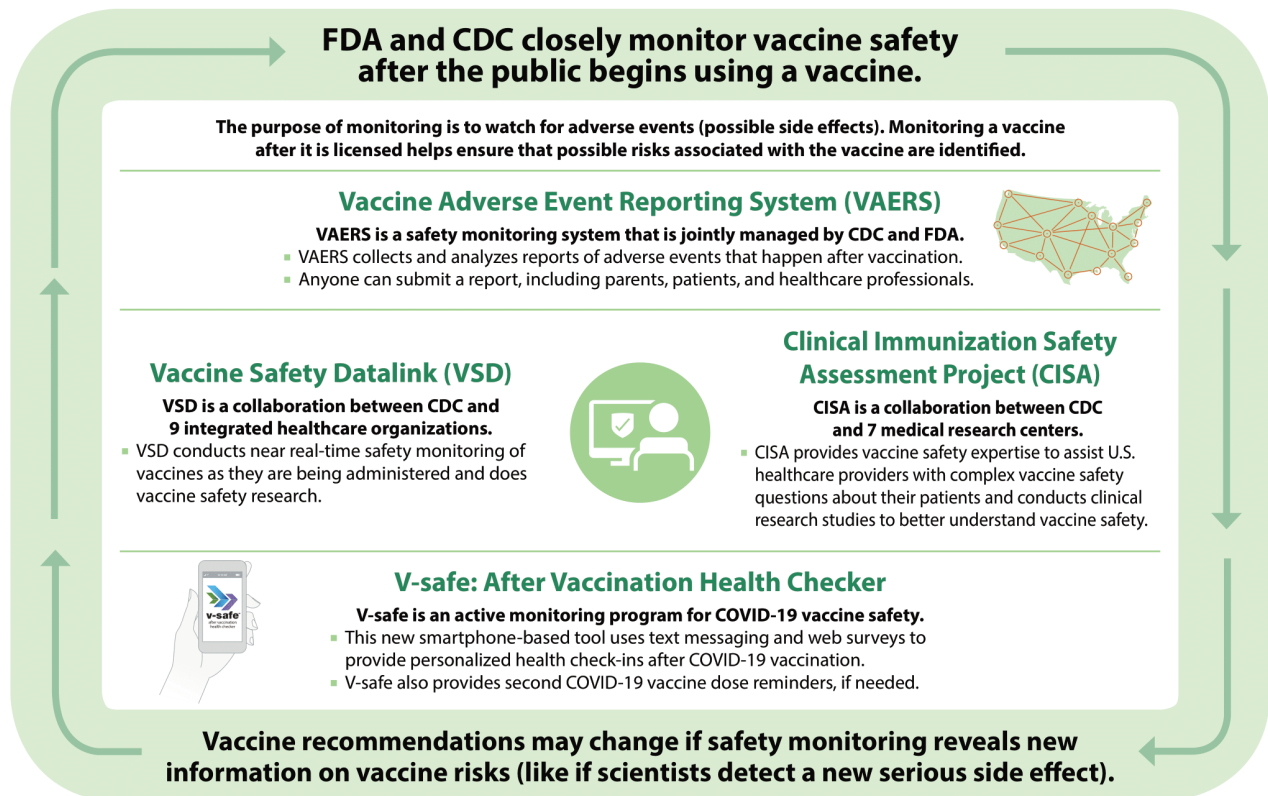 FDA and CDC closely monitor vaccine safety
after the public begins using a vaccine.
The purpose of monitoring is to watch for adverse events (possible side effects). Monitoring a vaccine
after it is licensed helps ensure that possible risks associated with the vaccine are identified.
Vaccine Adverse Event Reporting System (VAERS)
VAERS is a safety monitoring system that is jointly managed by CDC and FDA.
▪ VAERS collects and analyzes reports of adverse events that happen after vaccination.
▪ Anyone can submit a report, including parents, patients, and healthcare professionals.
Vaccine Safety Datalink (VSD)
VSD is a collaboration between CDC and
9 integrated healthcare organizations.
▪ VSD conducts near real-time safety monitoring of
vaccines as they are being administered and does
vaccine safety research.
Clinical Immunization Safety
Assessment Project (CISA)
CISA is a collaboration between CDC
and 7 medical research centers.
▪ CISA provides vaccine safety expertise to assist U.S.
healthcare providers with complex vaccine safety
questions about their patients and conducts clinical
research studies to better understand vaccine safety.
v-safe
after vaccination
health checker
V-safe: After Vaccination Health Checker
V-safe is an active monitoring program for COVID-19 vaccine safety.
▪ This new smartphone-based tool uses text messaging and web surveys to
provide personalized health check-ins after COVID-19 vaccination.
▪ V-safe also provides second COVID-19 vaccine dose reminders, if needed.
Vaccine recommendations may change if safety monitoring reveals new
information on vaccine risks (like if scientists detect a new serious side effect).